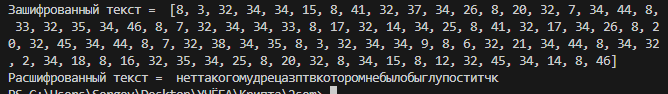 Зашифрованный текст =  [8, 3, 32, 34, 34, 15, 8, 41, 32, 37, 34, 26, 8, 20, 32, 7, 34, 44, 8,
33, 32, 35, 34, 46, 8, 7, 32, 34, 34, 33, 8, 17, 32, 14, 34, 25, 8, 41, 32, 17, 34, 26, 8, 2
0, 32, 45, 34, 44, 8, 7, 32, 38, 34, 35, 8, 3, 32, 34, 34, 9, 8, 6, 32, 21, 34, 44, 8, 34, 32
, 2, 34, 18, 8, 16, 32, 35, 34, 25, 8, 20, 32, 8, 34, 15, 8, 12, 32, 45, 34, 14, 8, 46]
Расшифрованный текст =  неттакогомудрецазптвкоторомнебылобыглупоститчк